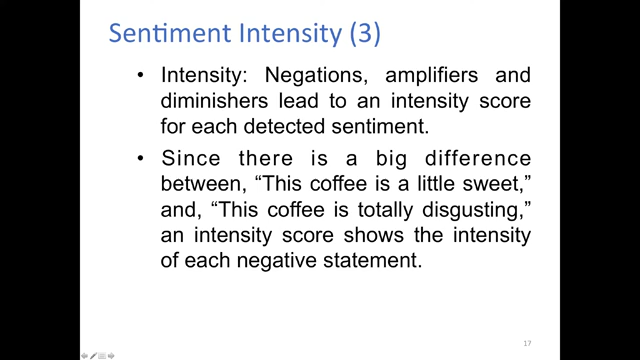 Sentiment Intensity (3)
• Intensity: Negations, amplifiers and
diminishers lead to an intensity score
for each detected sentiment.
• Since there is a big difference
between, “This coffee is a little sweet,”
and, “This coffee is totally disgusting,”
an intensity score shows the intensity
of each negative statement.
17